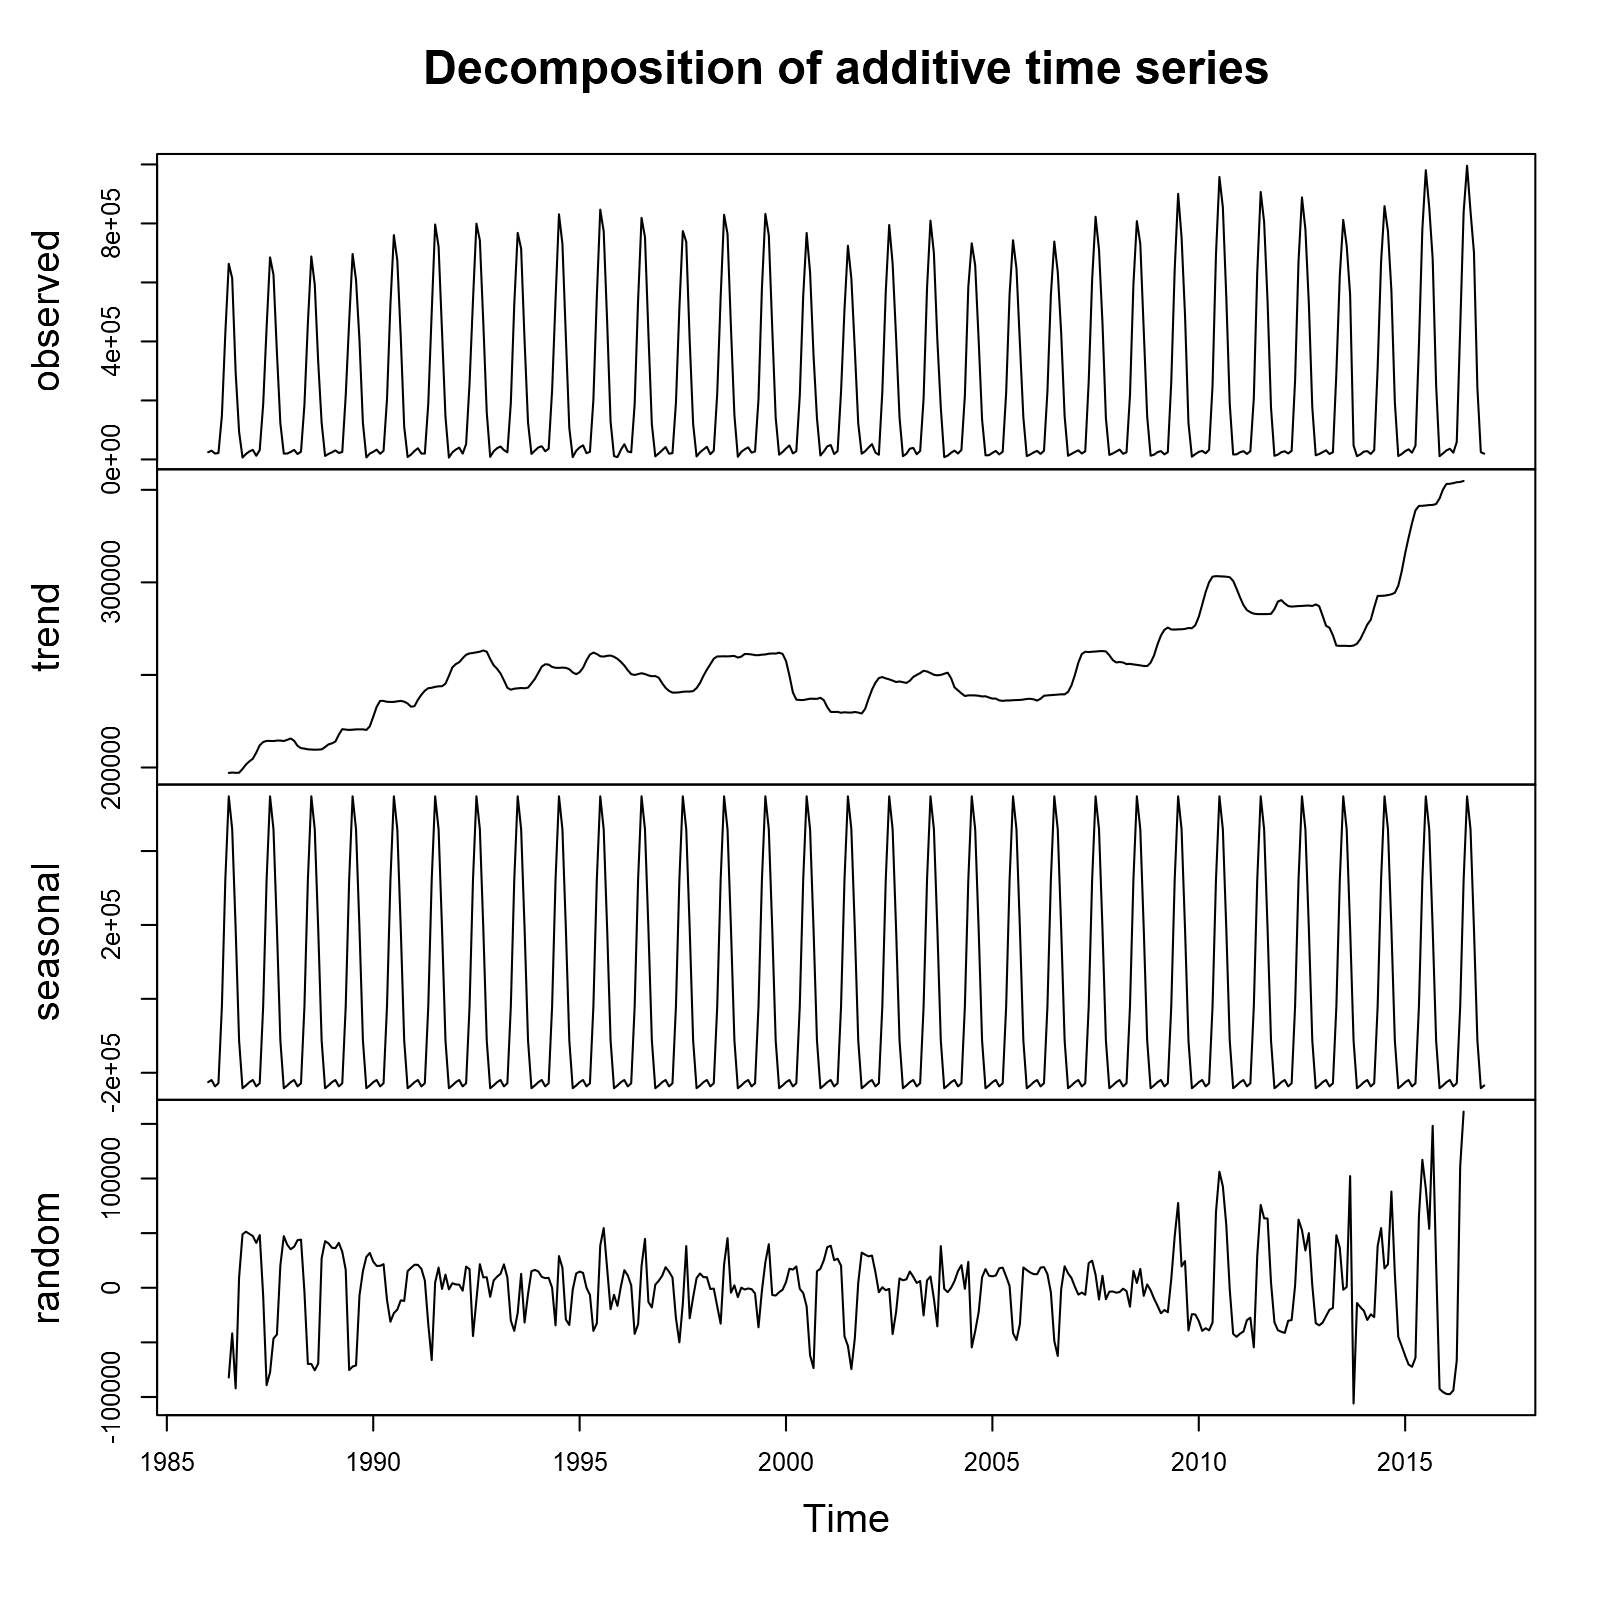 Decomposition of additive time series
observed
0e+00 4e+05 8e+05
trend
200000 300000
seasonal
-2e+05 2e+05
random
-100000 0 100000
1985 1990 1995 2000 2005 2010 2015
Time